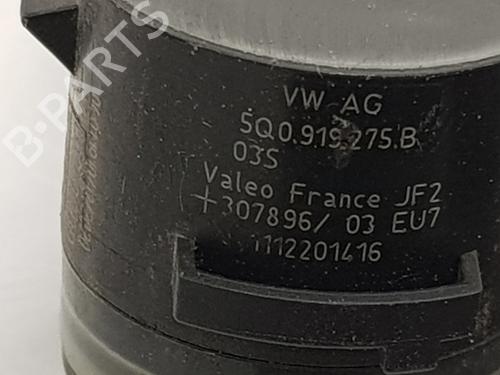 B-PARTS
VW AG
5Q0.919.275.B
03S
Valeo France JF2
+307896/ 03 EU7
1112201416